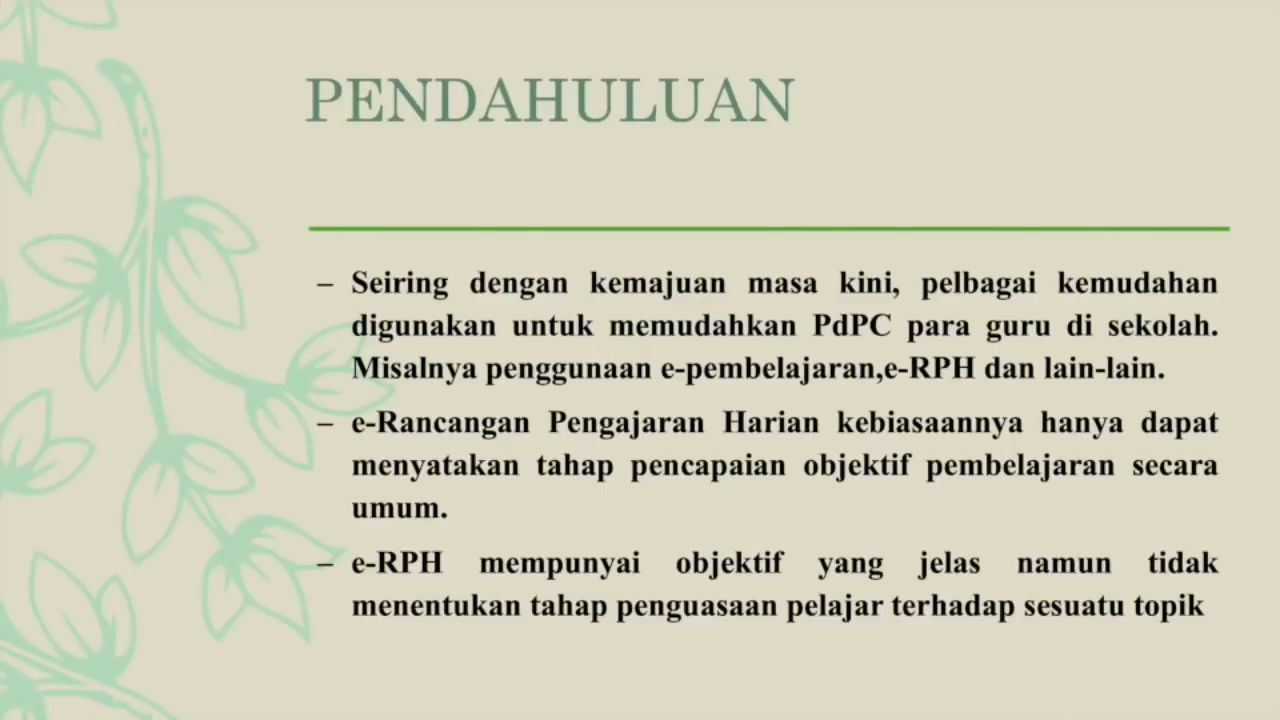 PENDAHULUAN
– Seiring dengan kemajuan masa kini, pelbagai kemudahan
digunakan untuk memudahkan PdPC para guru di sekolah.
Misalnya penggunaan e-pembelajaran,e-RPH dan lain-lain.
– e-Rancangan Pengajaran Harian kebiasaannya hanya dapat
menyatakan tahap pencapaian objektif pembelajaran secara
umum.
– e-RPH mempunyai objektif yang jelas namun tidak
menentukan tahap penguasaan pelajar terhadap sesuatu topik